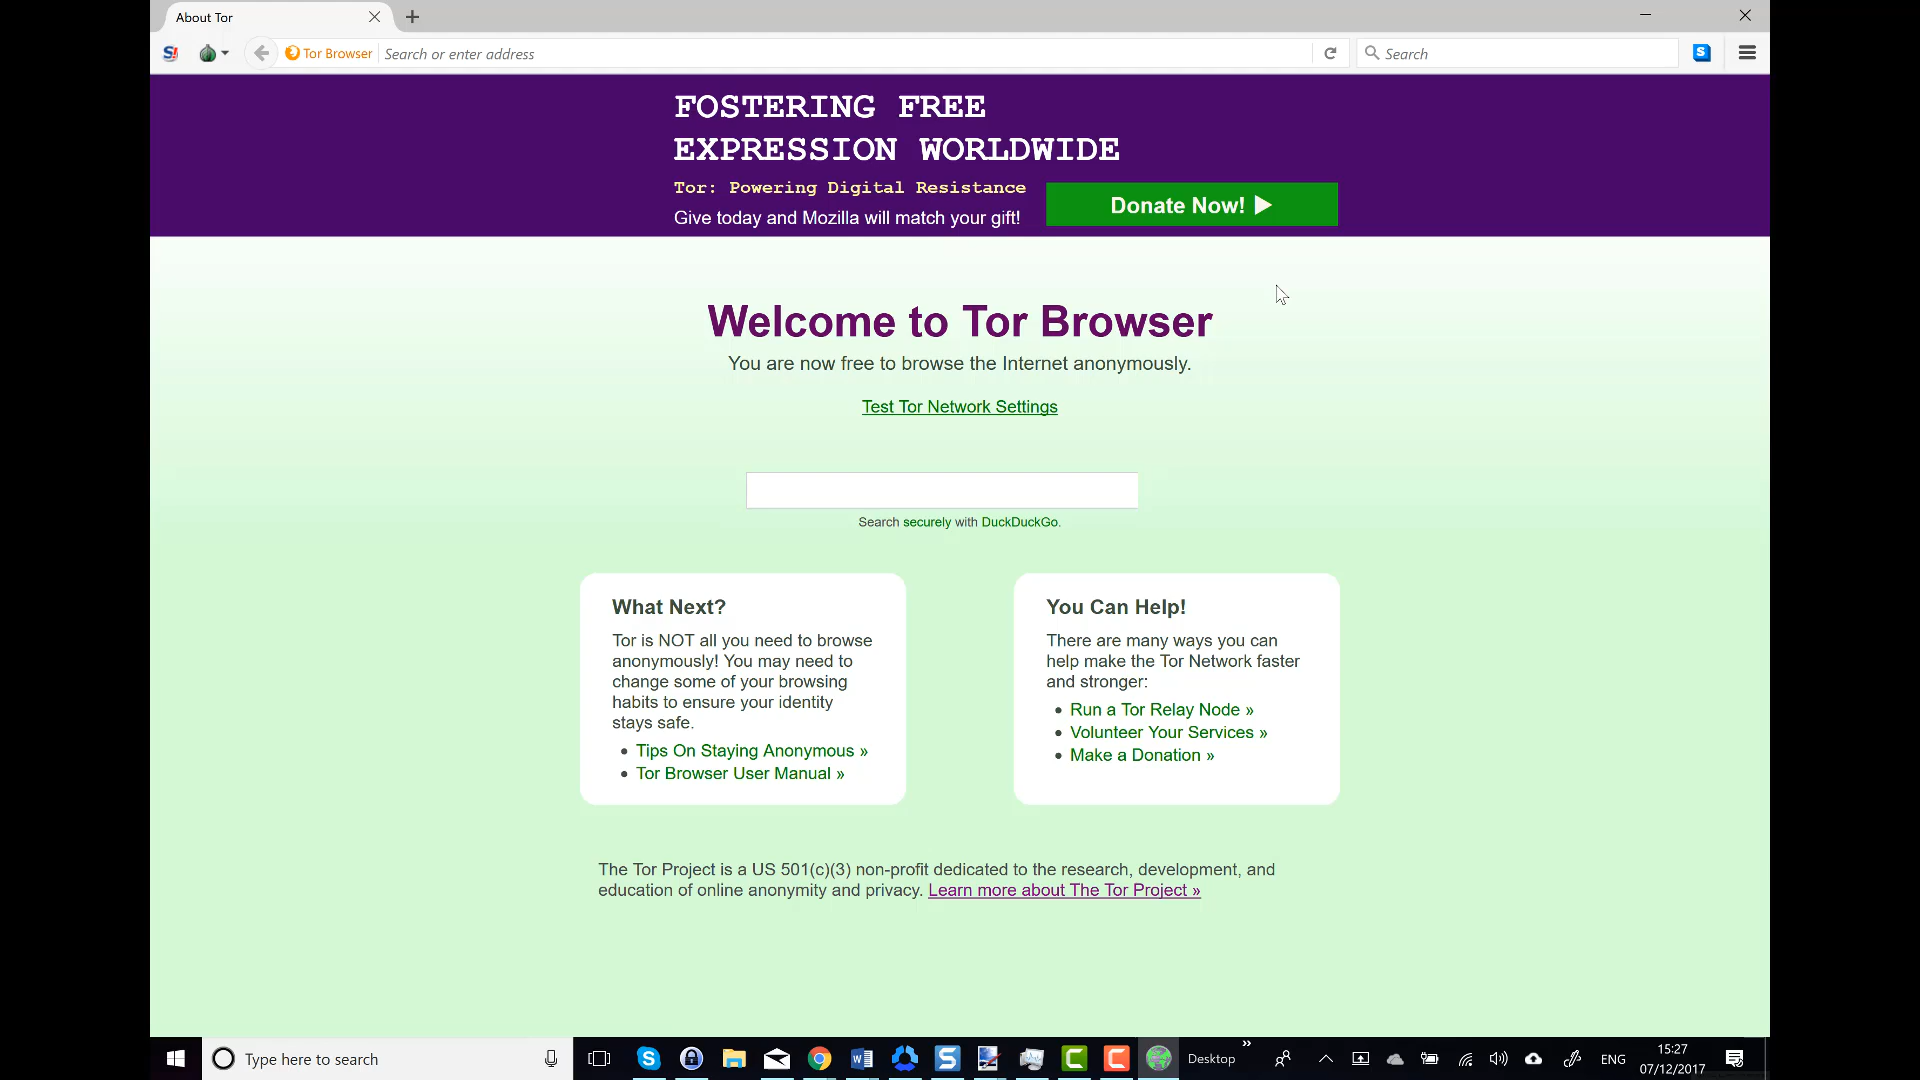 About Tor
Tor Browser
Search or enter address
Search
FOSTERING FREE
EXPRESSION WORLDWIDE
Tor: Powering Digital Resistance
Give today and Mozilla will match your gift!
Donate Now!
Welcome to Tor Browser
You are now free to browse the Internet anonymously.
Test Tor Network Settings
Search securely with DuckDuckGo.
What Next?
Tor is NOT all you need to browse
anonymously! You may need to
change some of your browsing
habits to ensure your identity
stays safe.
Tips On Staying Anonymous »
Tor Browser User Manual »
You Can Help!
There are many ways you can
help make the Tor Network faster
and stronger:
Run a Tor Relay Node »
Volunteer Your Services »
Make a Donation »
The Tor Project is a US 501(c)(3) non-profit dedicated to the research, development, and
education of online anonymity and privacy. Learn more about The Tor Project »
Type here to search
Desktop
ENG
15:27
07/12/2017